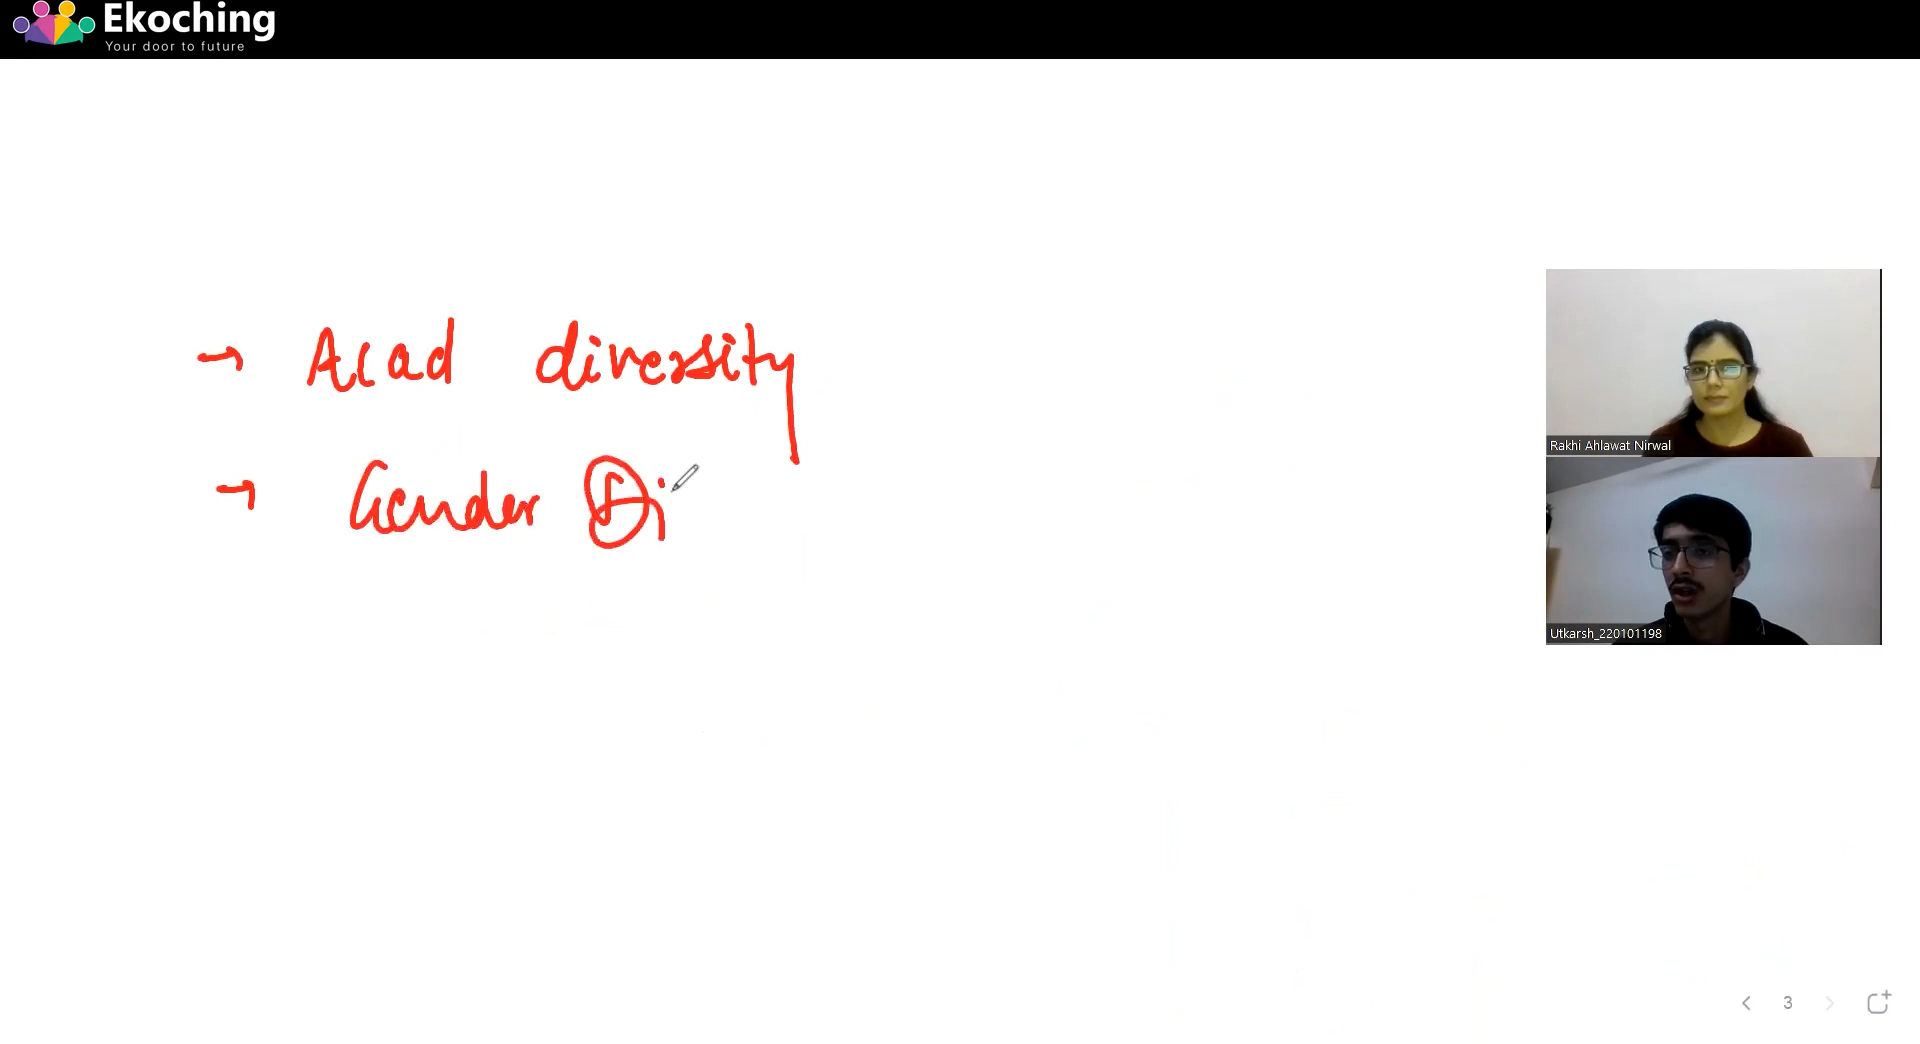 Ekoching
Your door to future
→ Acad diversity
→ Gender Di
Rakhi Ahlawat Nirwal
Utkarsh_220101198
3